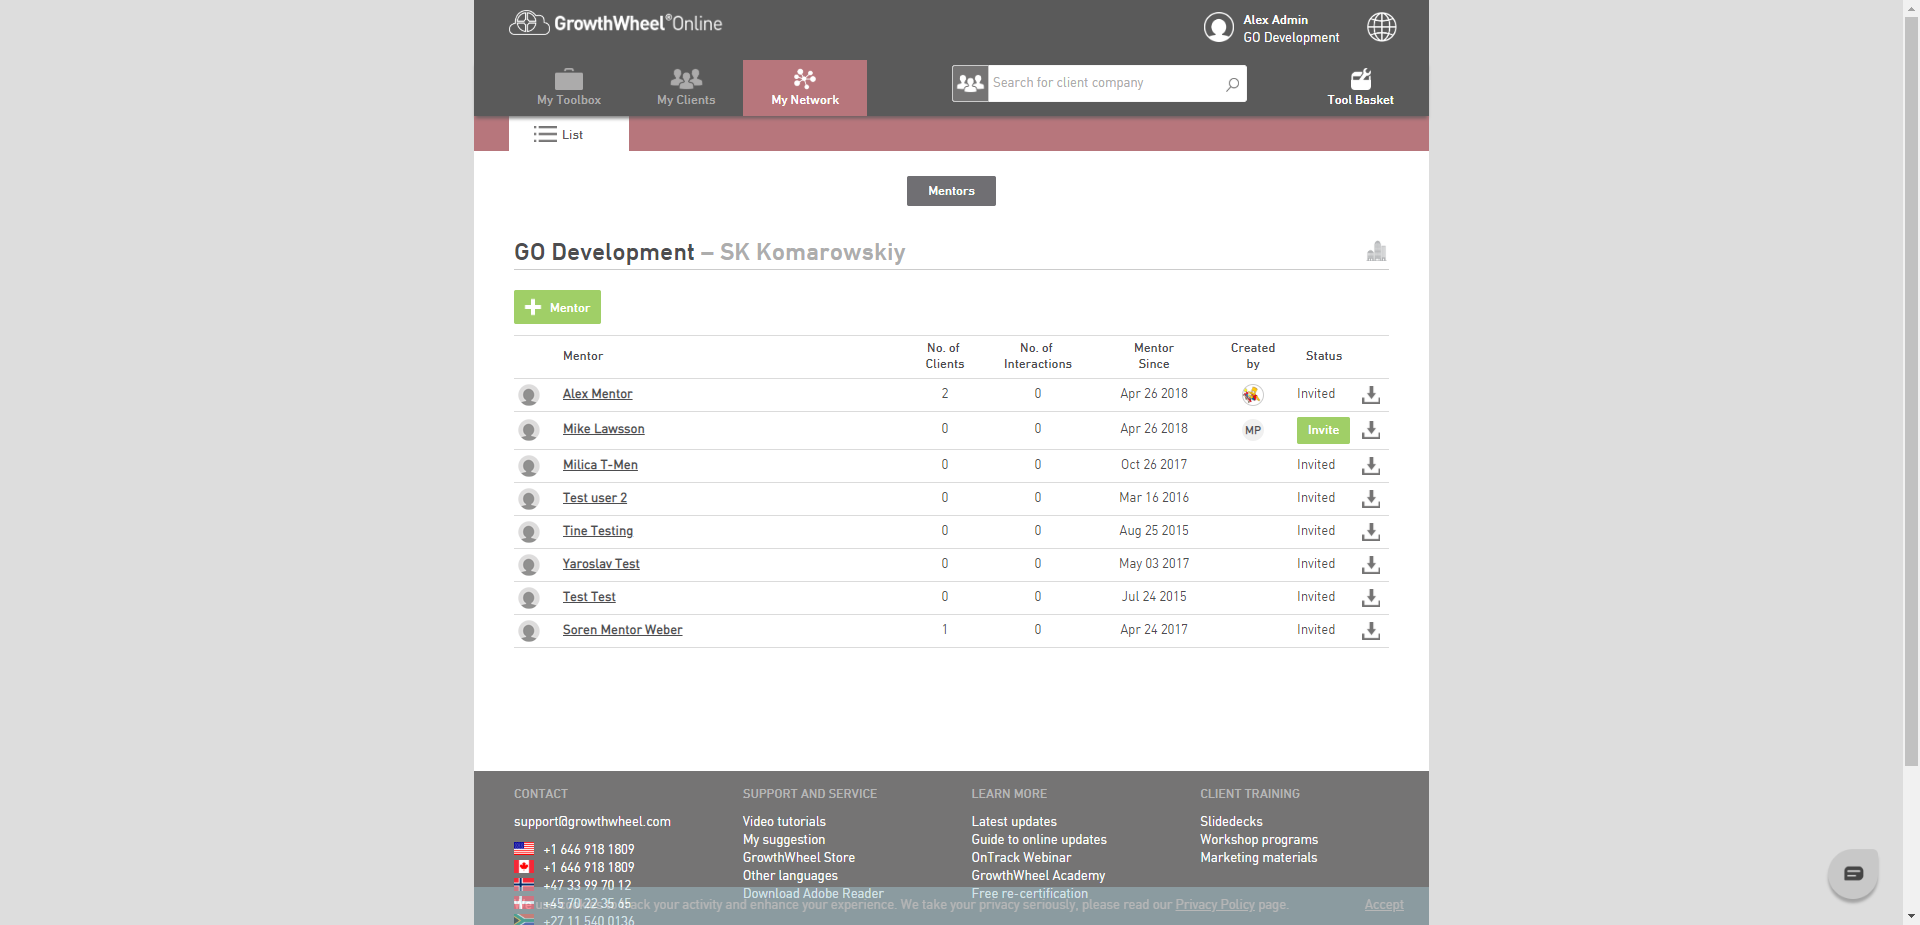 GrowthWheel®Online
Alex Admin
GO Development
My Toolbox
My Clients
My Network
Search for client company
Tool Basket
List
Mentors
GO Development – SK Komarowskiy
Mentor
Mentor No. of Clients No. of Interactions Mentor Since Created by Status
Alex Mentor 2 0 Apr 26 2018 Invited
Mike Lawsson 0 0 Apr 26 2018 MP Invite
Milica T-Men 0 0 Oct 26 2017 Invited
Test user 2 0 0 Mar 16 2016 Invited
Tine Testing 0 0 Aug 25 2015 Invited
Yaroslav Test 0 0 May 03 2017 Invited
Test Test 0 0 Jul 24 2015 Invited
Soren Mentor Weber 1 0 Apr 24 2017 Invited
CONTACT
support@growthwheel.com
+1 646 918 1809
+1 646 918 1809
+47 33 99 70 12
+45 70 22 35 65
+27 11 540 0136
SUPPORT AND SERVICE
Video tutorials
My suggestion
GrowthWheel Store
Other languages
Download Adobe Reader
LEARN MORE
Latest updates
Guide to online updates
OnTrack Webinar
GrowthWheel Academy
Free re-certification
CLIENT TRAINING
Slidedecks
Workshop programs
Marketing materials
track your activity and enhance your experience. We take your privacy seriously, please read our Privacy Policy page.
Accept